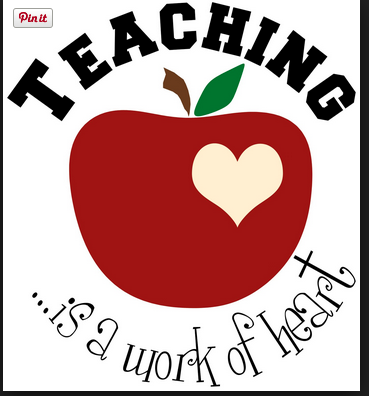 Pin it
TEACHING
...is a work of heart